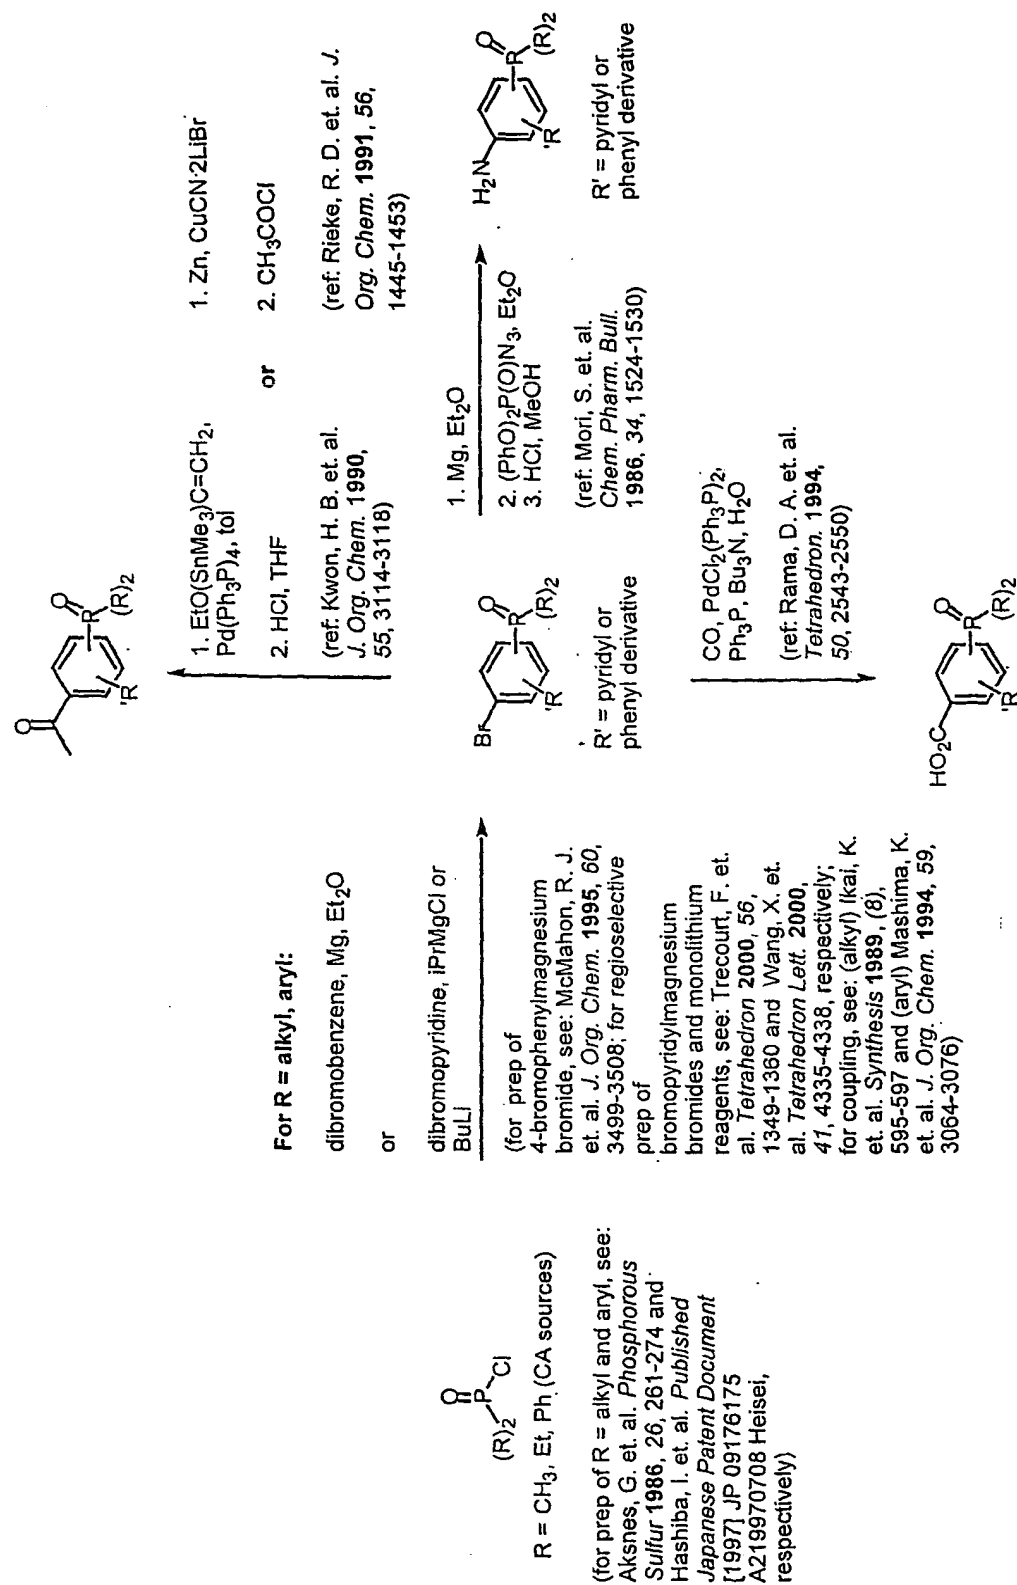 O
P
Cl
(R)2
R = CH3, Et, Ph (CA sources)
(for prep of R = alkyl and aryl, see:
Aksnes, G. et. al. Phosphorous
Sulfur 1986, 26, 261-274 and
Hashiba, I. et. al. Published
Japanese Patent Document
[1997] JP 09176175
A219970708 Heisei,
respectively)
For R = alkyl, aryl:
dibromobenzene, Mg, Et2O
or
dibromopyridine, iPrMgCl or
BuLi
(for prep of
4-bromophenylmagnesium
bromide, see: McMahon, R. J.
et. al. J. Org. Chem. 1995, 60,
3499-3508; for regioselective
prep of
bromopyridylmagnesium
bromides and monolithium
reagents, see: Trecourt, F. et.
al. Tetrahedron 2000, 56,
1349-1360 and Wang, X. et.
al. Tetrahedron Lett. 2000,
41, 4335-4338, respectively;
for coupling, see: (alkyl) Ikai, K.
et. al. Synthesis 1989, (8),
595-597 and (aryl) Mashima, K.
et. al. J. Org. Chem. 1994, 59,
3064-3076)
O
O
R
(R)2
'R
1. EtO(SnMe3)C=CH2,
Pd(Ph3P)4, tol
2. HCl, THF
(ref: Kwon, H. B. et. al.
J. Org. Chem. 1990,
55, 3114-3118)
or
1. Zn, CuCN·2LiBr
2. CH3COCl
(ref: Rieke, R. D. et. al. J.
Org. Chem. 1991, 56,
1445-1453)
Br
O
R
(R)2
'R
R' = pyridyl or
phenyl derivative
1. Mg, Et2O
2. (PhO)2P(O)N3, Et2O
3. HCl, MeOH
(ref: Mori, S. et. al.
Chem. Pharm. Bull.
1986, 34, 1524-1530)
H2N
O
R
(R)2
'R
R' = pyridyl or
phenyl derivative
CO, PdCl2(Ph3P)2,
Ph3P, Bu3N, H2O
(ref: Rama, D. A. et. al.
Tetrahedron. 1994,
50, 2543-2550)
HO2C
O
R
(R)2
'R